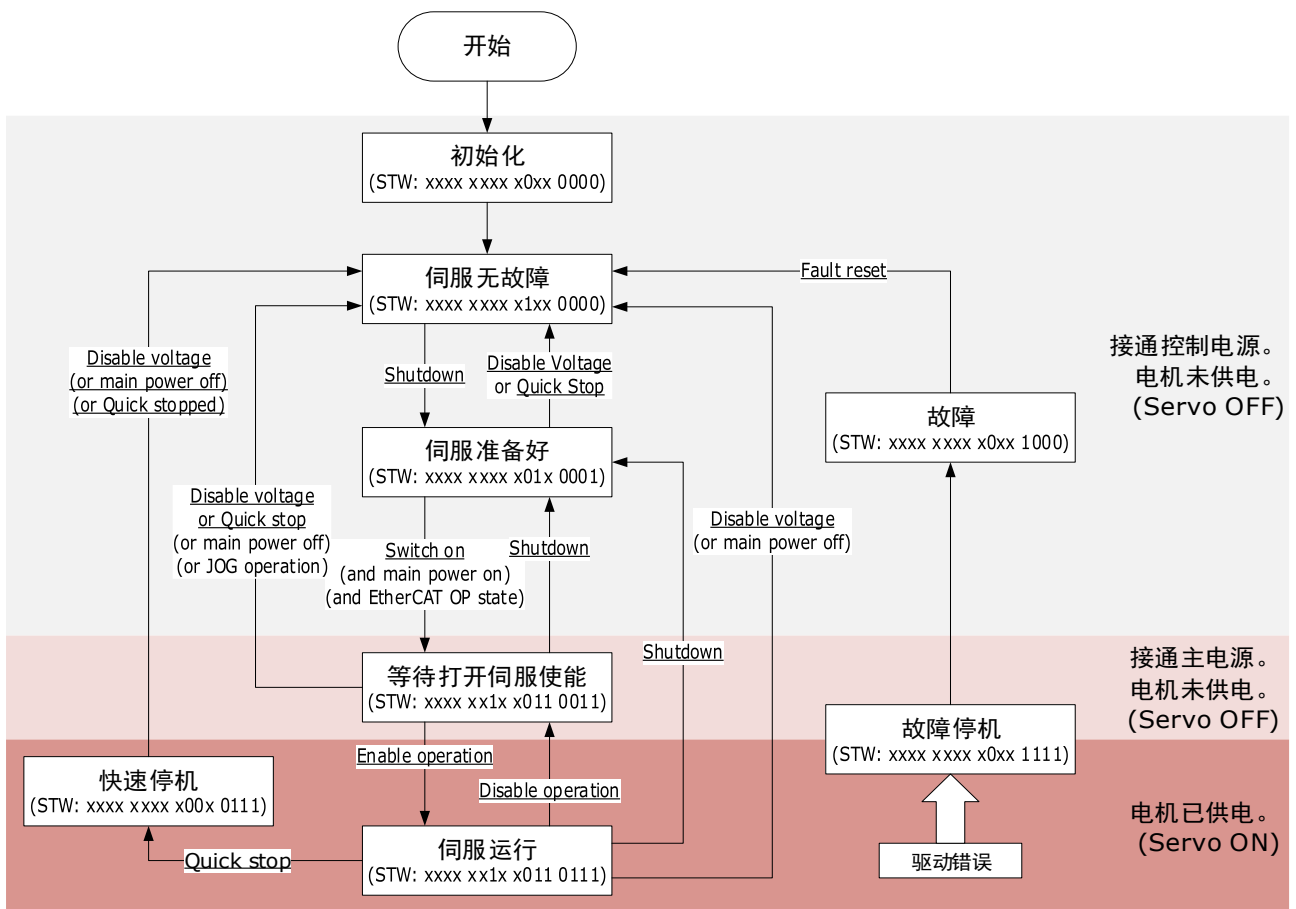 开始
初始化
(STW: xxxx xxxx x0xx 0000)
伺服无故障
(STW: xxxx xxxx x1xx 0000)
Fault reset
Disable voltage
(or main power off)
(or Quick stopped)
Shutdown
Disable Voltage
or Quick Stop
接通控制电源。
电机未供电。
(Servo OFF)
伺服准备好
(STW: xxxx xxxx x01x 0001)
故障
(STW: xxxx xxxx x0xx 1000)
Disable voltage
or Quick stop
(or main power off)
(or JOG operation)
Switch on
(and main power on)
(and EtherCAT OP state)
Shutdown
Disable voltage
(or main power off)
Shutdown
等待打开伺服使能
(STW: xxxx xx1x x011 0011)
接通主电源。
电机未供电。
(Servo OFF)
故障停机
(STW: xxxx xxxx x0xx 1111)
Enable operation
Disable operation
快速停机
(STW: xxxx xxxx x00x 0111)
Quick stop
伺服运行
(STW: xxxx xx1x x011 0111)
驱动错误
电机已供电。
(Servo ON)